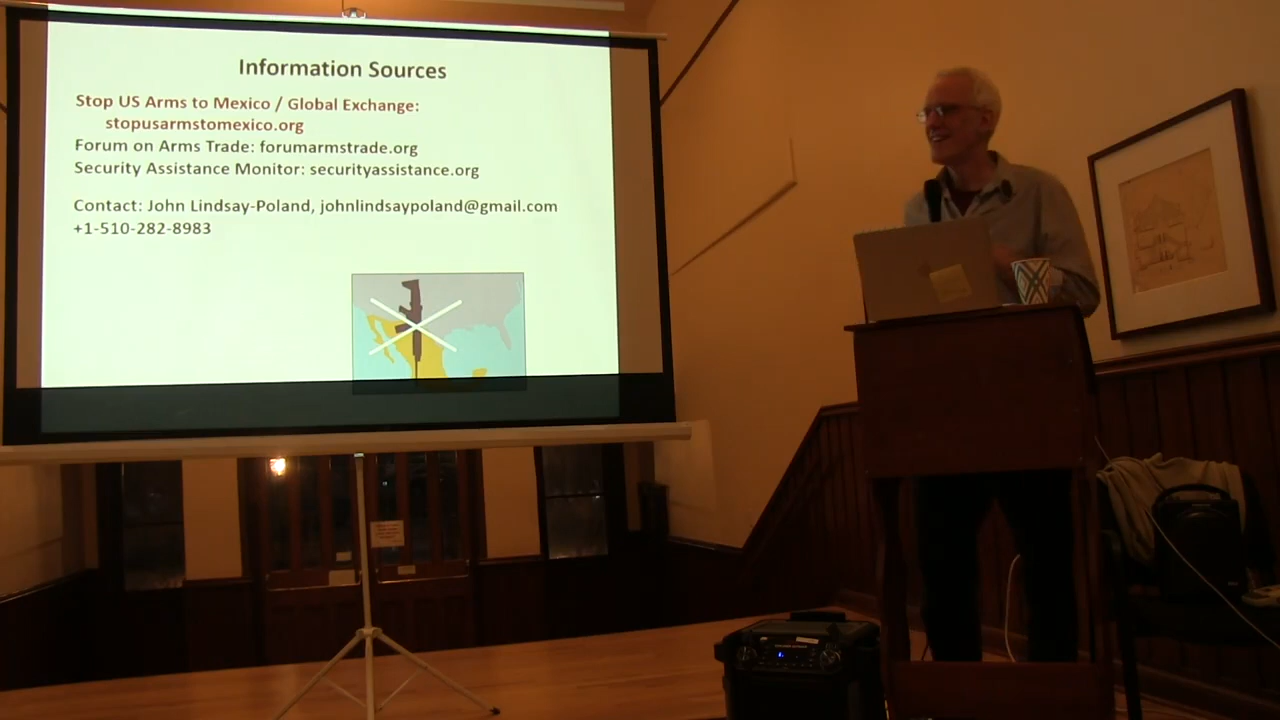 Information Sources
Stop US Arms to Mexico / Global Exchange:
stopusarmstomexico.org
Forum on Arms Trade: forumarmstrade.org
Security Assistance Monitor: securityassistance.org
Contact: John Lindsay-Poland, johnlindsaypoland@gmail.com
+1-510-282-8983